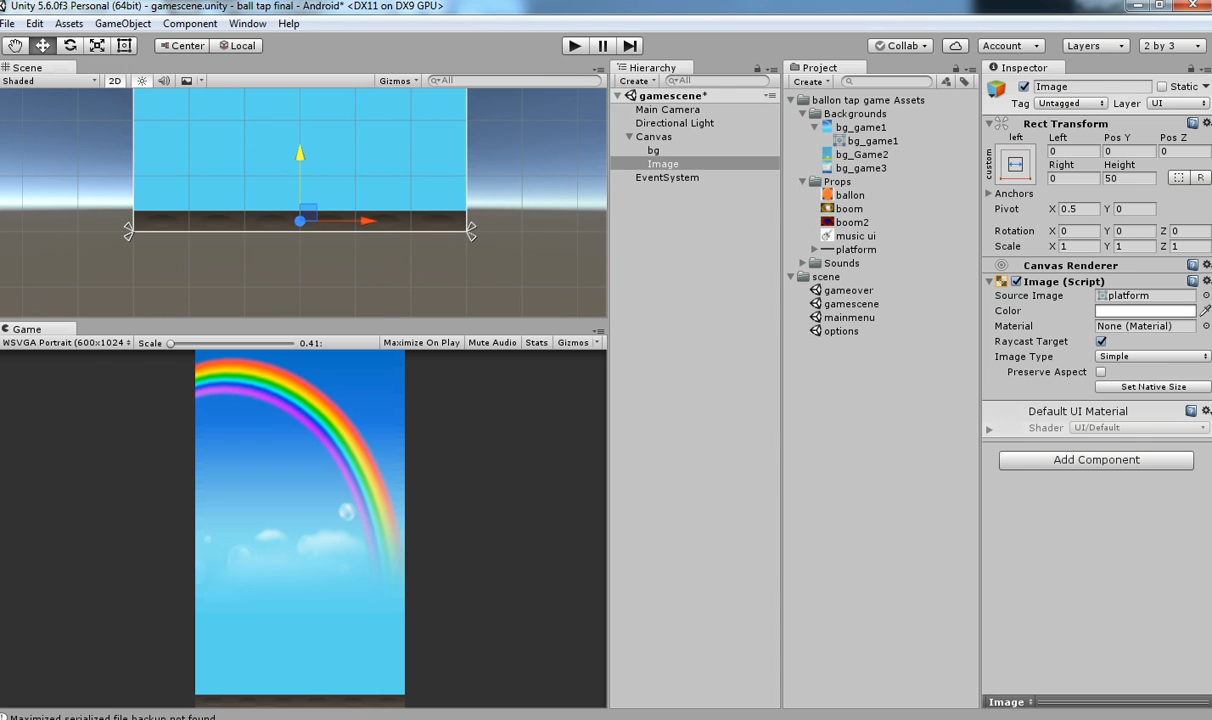 Unity 5.6.0f3 Personal (64bit) - gamescene.unity - ball tap final - Android* <DX11 on DX9 GPU>
File Edit Assets GameObject Component Window Help
Center Local Collab Account Layers 2 by 3
Scene
Shaded 2D Gizmos All
Game
WSVGA Portrait (600x1024 Scale 0.41: Maximize On Play Mute Audio Stats Gizmos
Hierarchy
Create All
gamescene*
Main Camera
Directional Light
Canvas
bg
Image
EventSystem
Project
Create
ballon tap game Assets
Backgrounds
bg_game1
bg_game1
bg_Game2
bg_game3
Props
ballon
boom
boom2
music ui
platform
Sounds
scene
gameover
gamescene
mainmenu
options
Inspector
Image Static
Tag Untagged Layer UI
Rect Transform
left Left Pos Y Pos Z
custom 0 0 0
Right Height
0 50 R
Anchors
Pivot X 0.5 Y 0
Rotation X 0 Y 0 Z 0
Scale X 1 Y 1 Z 1
Canvas Renderer
Image (Script)
Source Image platform
Color
Material None (Material)
Raycast Target
Image Type Simple
Preserve Aspect
Set Native Size
Default UI Material
Shader UI/Default
Add Component
Image
Maximized serialized file backup not found